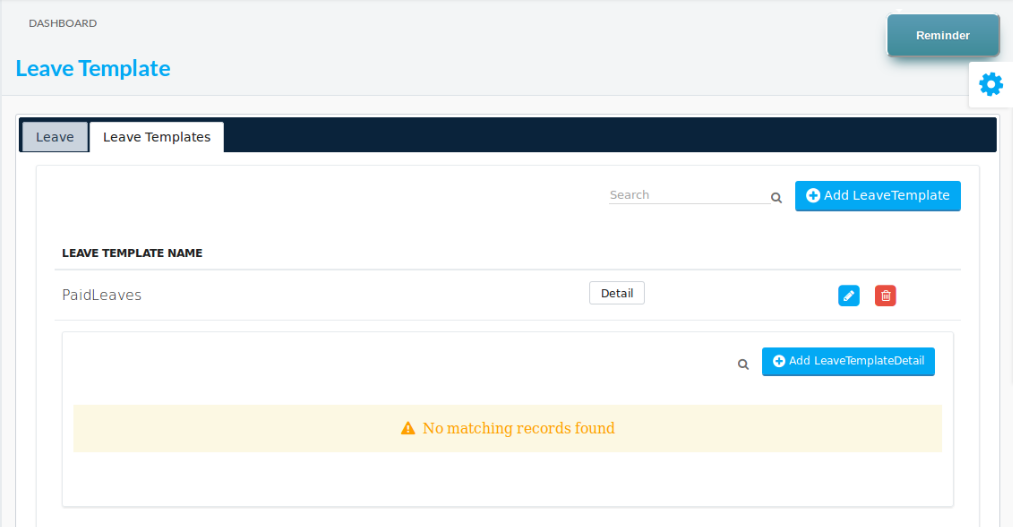 DASHBOARD
Reminder
Leave Template
Leave
Leave Templates
Search
Add LeaveTemplate
LEAVE TEMPLATE NAME
PaidLeaves
Detail
Add LeaveTemplateDetail
No matching records found